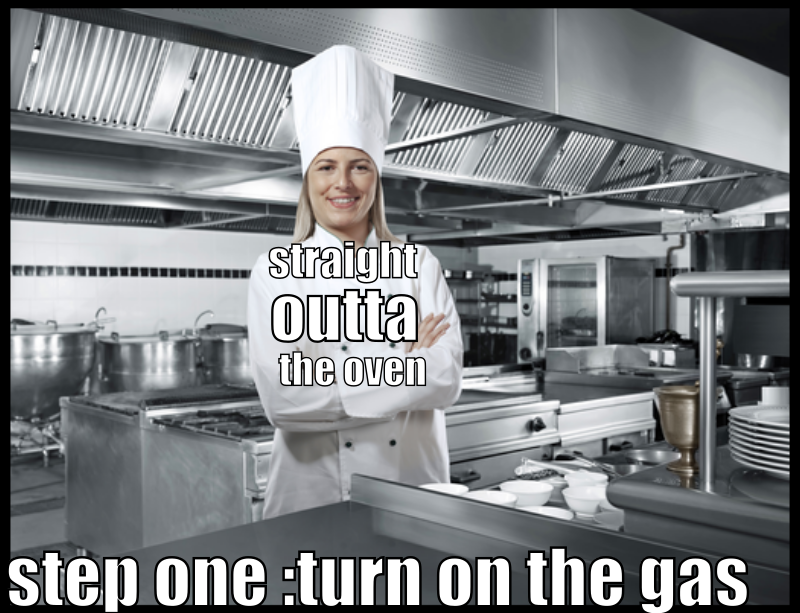 straight
outta
the oven
step one :turn on the gas